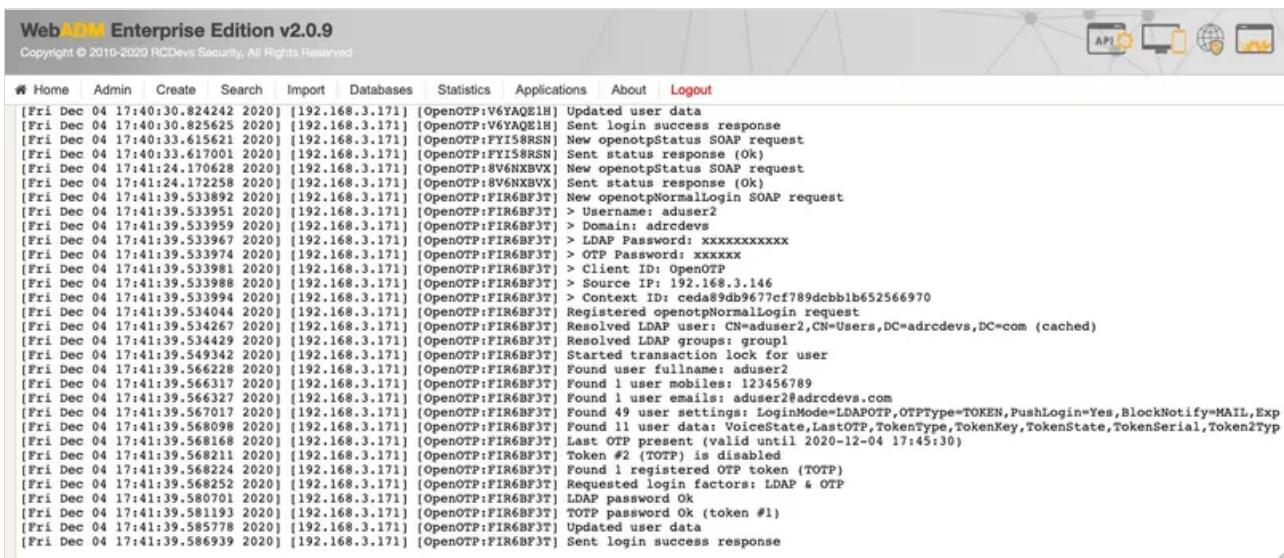 WebADM Enterprise Edition v2.0.9
Copyright © 2010-2020 RCDevs Security, All Rights Reserved
API
Home Admin Create Search Import Databases Statistics Applications About Logout
[Fri Dec 04 17:40:30.824242 2020] [192.168.3.171] [OpenOTP:V6YAQE1H] Updated user data
[Fri Dec 04 17:40:30.825625 2020] [192.168.3.171] [OpenOTP:V6YAQE1H] Sent login success response
[Fri Dec 04 17:40:33.615621 2020] [192.168.3.171] [OpenOTP:FYI58RSN] New openotpStatus SOAP request
[Fri Dec 04 17:40:33.617001 2020] [192.168.3.171] [OpenOTP:FYI58RSN] Sent status response (Ok)
[Fri Dec 04 17:41:24.170628 2020] [192.168.3.171] [OpenOTP:8V6NXBVX] New openotpStatus SOAP request
[Fri Dec 04 17:41:24.172258 2020] [192.168.3.171] [OpenOTP:8V6NXBVX] Sent status response (Ok)
[Fri Dec 04 17:41:39.533892 2020] [192.168.3.171] [OpenOTP:FIR6BF3T] New openotpNormalLogin SOAP request
[Fri Dec 04 17:41:39.533951 2020] [192.168.3.171] [OpenOTP:FIR6BF3T] > Username: aduser2
[Fri Dec 04 17:41:39.533959 2020] [192.168.3.171] [OpenOTP:FIR6BF3T] > Domain: adrcdevs
[Fri Dec 04 17:41:39.533967 2020] [192.168.3.171] [OpenOTP:FIR6BF3T] > LDAP Password: xxxxxxxxxxx
[Fri Dec 04 17:41:39.533974 2020] [192.168.3.171] [OpenOTP:FIR6BF3T] > OTP Password: xxxxxx
[Fri Dec 04 17:41:39.533981 2020] [192.168.3.171] [OpenOTP:FIR6BF3T] > Client ID: OpenOTP
[Fri Dec 04 17:41:39.533988 2020] [192.168.3.171] [OpenOTP:FIR6BF3T] > Source IP: 192.168.3.146
[Fri Dec 04 17:41:39.533994 2020] [192.168.3.171] [OpenOTP:FIR6BF3T] > Context ID: ceda89db9677cf789dcbb1b652566970
[Fri Dec 04 17:41:39.534044 2020] [192.168.3.171] [OpenOTP:FIR6BF3T] Registered openotpNormalLogin request
[Fri Dec 04 17:41:39.534267 2020] [192.168.3.171] [OpenOTP:FIR6BF3T] Resolved LDAP user: CN=aduser2,CN=Users,DC=adrcdevs,DC=com (cached)
[Fri Dec 04 17:41:39.534429 2020] [192.168.3.171] [OpenOTP:FIR6BF3T] Resolved LDAP groups: group1
[Fri Dec 04 17:41:39.549342 2020] [192.168.3.171] [OpenOTP:FIR6BF3T] Started transaction lock for user
[Fri Dec 04 17:41:39.566228 2020] [192.168.3.171] [OpenOTP:FIR6BF3T] Found user fullname: aduser2
[Fri Dec 04 17:41:39.566317 2020] [192.168.3.171] [OpenOTP:FIR6BF3T] Found 1 user mobiles: 123456789
[Fri Dec 04 17:41:39.566327 2020] [192.168.3.171] [OpenOTP:FIR6BF3T] Found 1 user emails: aduser2@adrcdevs.com
[Fri Dec 04 17:41:39.567017 2020] [192.168.3.171] [OpenOTP:FIR6BF3T] Found 49 user settings: LoginMode=LDAPOTP,OTPType=TOKEN,PushLogin=Yes,BlockNotify=MAIL,Exp
[Fri Dec 04 17:41:39.568098 2020] [192.168.3.171] [OpenOTP:FIR6BF3T] Found 11 user data: VoiceState,LastOTP,TokenType,TokenKey,TokenState,TokenSerial,Token2Typ
[Fri Dec 04 17:41:39.568168 2020] [192.168.3.171] [OpenOTP:FIR6BF3T] Last OTP present (valid until 2020-12-04 17:45:30)
[Fri Dec 04 17:41:39.568211 2020] [192.168.3.171] [OpenOTP:FIR6BF3T] Token #2 (TOTP) is disabled
[Fri Dec 04 17:41:39.568224 2020] [192.168.3.171] [OpenOTP:FIR6BF3T] Found 1 registered OTP token (TOTP)
[Fri Dec 04 17:41:39.568252 2020] [192.168.3.171] [OpenOTP:FIR6BF3T] Requested login factors: LDAP & OTP
[Fri Dec 04 17:41:39.580701 2020] [192.168.3.171] [OpenOTP:FIR6BF3T] LDAP password Ok
[Fri Dec 04 17:41:39.581193 2020] [192.168.3.171] [OpenOTP:FIR6BF3T] TOTP password Ok (token #1)
[Fri Dec 04 17:41:39.585778 2020] [192.168.3.171] [OpenOTP:FIR6BF3T] Updated user data
[Fri Dec 04 17:41:39.586939 2020] [192.168.3.171] [OpenOTP:FIR6BF3T] Sent login success response